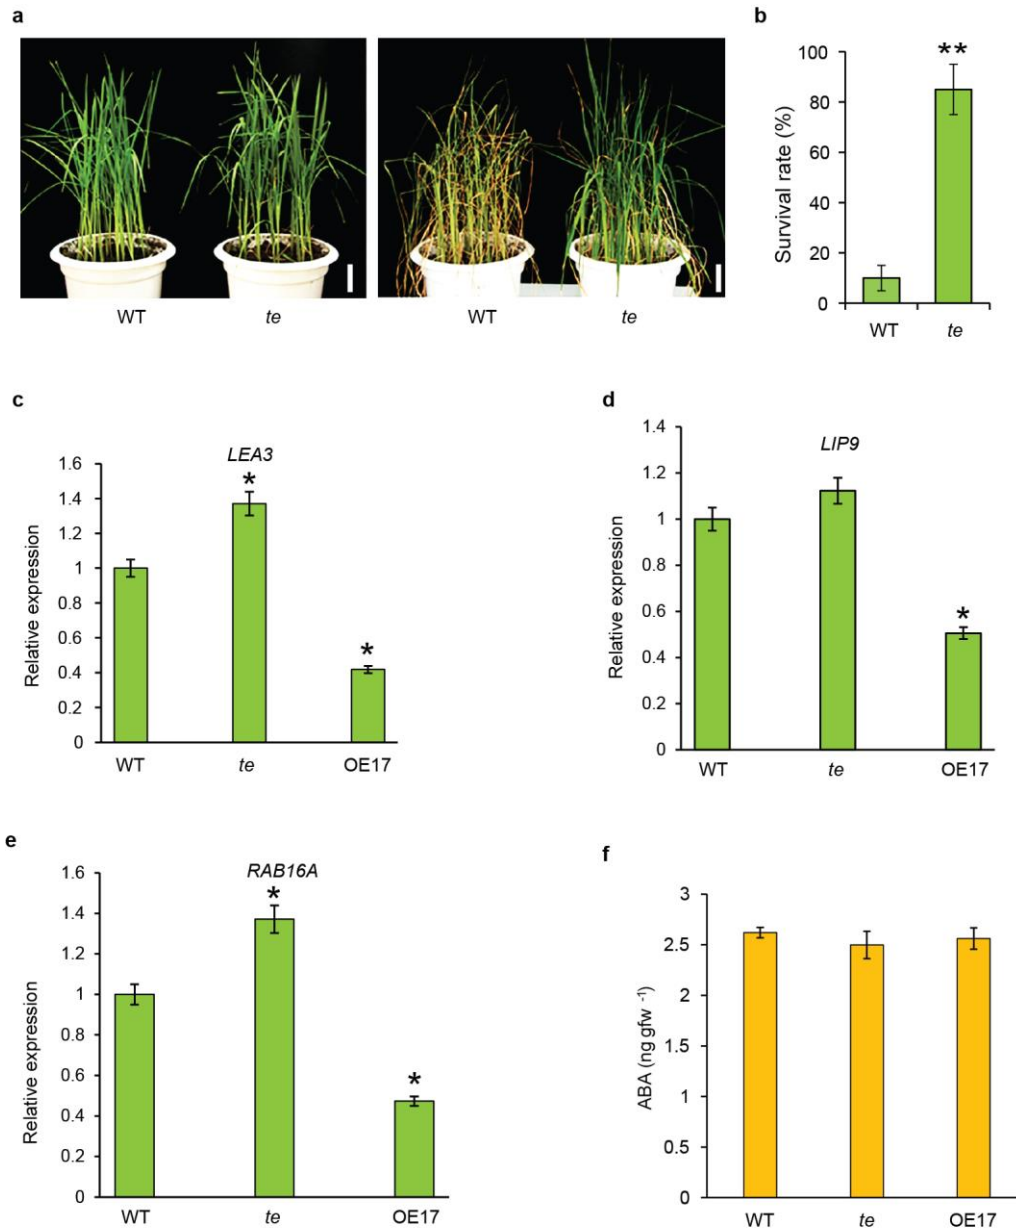 a
WT
te
WT
te
b
**
100
80
60
40
20
0
Survival rate (%)
WT
te
c
LEA3
*
*
1.6
1.4
1.2
1
0.8
0.6
0.4
0.2
0
Relative expression
WT
te
OE17
d
LIP9
*
1.4
1.2
1
0.8
0.6
0.4
0.2
0
Relative expression
WT
te
OE17
e
RAB16A
*
*
1.6
1.4
1.2
1
0.8
0.6
0.4
0.2
0
Relative expression
WT
te
OE17
f
3
2.5
2
1.5
1
0.5
0
ABA (ng gfw ⁻¹)
WT
te
OE17